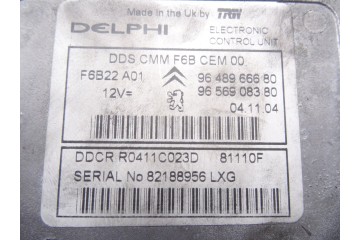 Made in the U.k by TRW
DELPHI ELECTRONIC
CONTROL UNIT
DDS CMM F6B CEM 00
F6B22 A01 96 489 666 80
12V= 96 569 083 80
04.11.04
DDCR R0411C023D 81110F
SERIAL No 82188956 LXG